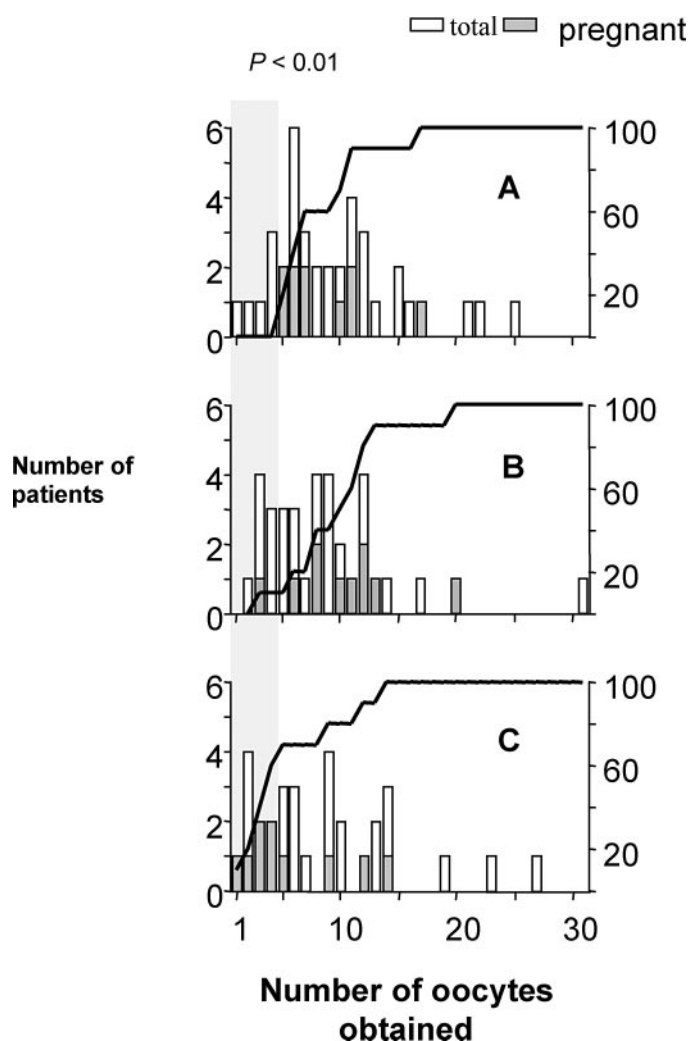 total pregnant
P < 0.01
6 100
A
4
60
2
20
0
6 100
B
4
60
Number of
patients
2
20
0
6 100
C
4
60
2
20
0
1 10 20 30
Number of oocytes
obtained